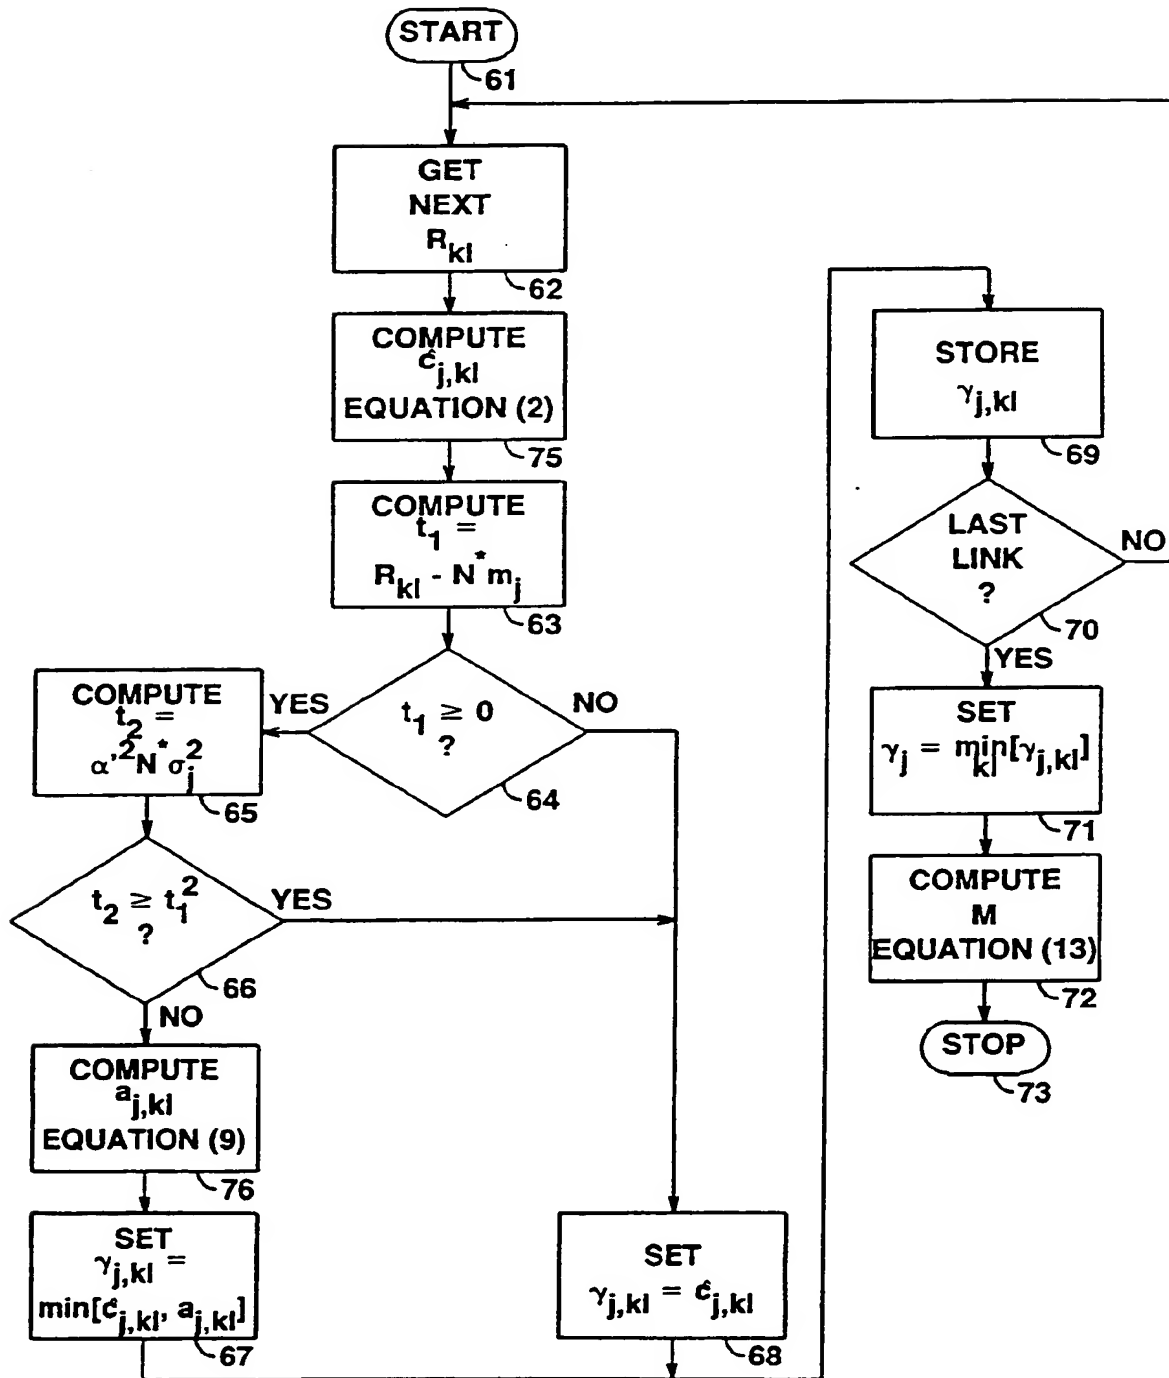 START
61
GET
NEXT
R_kl
62
COMPUTE
ĉ_j,kl
EQUATION (2)
75
COMPUTE
t_1 =
R_kl - N* m_j
63
t_1 ≥ 0
?
YES
NO
64
COMPUTE
t_2 =
α'^2 N* σ_j^2
65
t_2 ≥ t_1^2
?
YES
66
NO
COMPUTE
a_j,kl
EQUATION (9)
76
SET
γ_j,kl =
min[ĉ_j,kl, a_j,kl]
67
SET
γ_j,kl = ĉ_j,kl
68
STORE
γ_j,kl
69
LAST
LINK
?
NO
70
YES
SET
γ_j = min[γ_j,kl]
kl
71
COMPUTE
M
EQUATION (13)
72
STOP
73